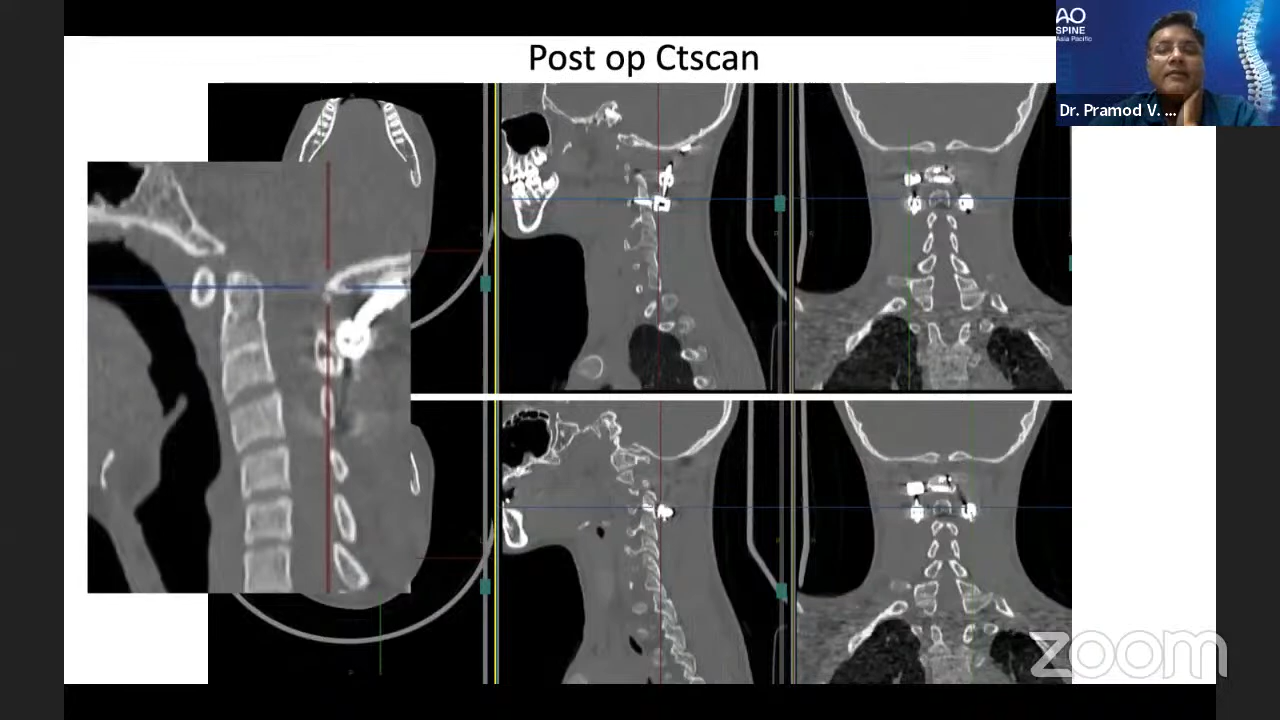 Post op Ctscan
AO
SPINE
Asia Pacific
Dr. Pramod V. ...
zoom